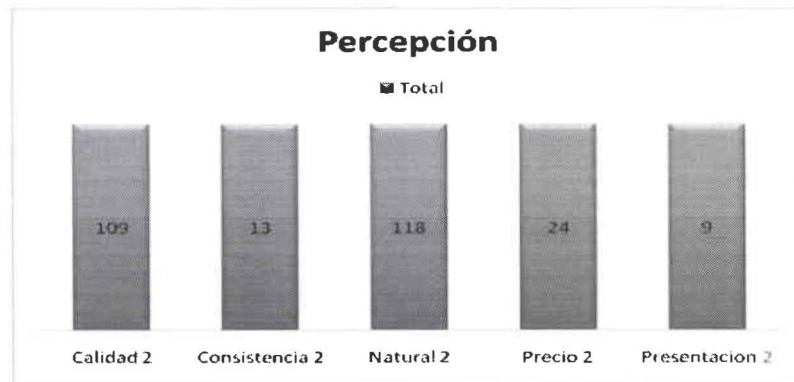 Percepción
Total
109 13 118 24 9
Calidad 2 Consistencia 2 Natural 2 Precio 2 Presentacion 2